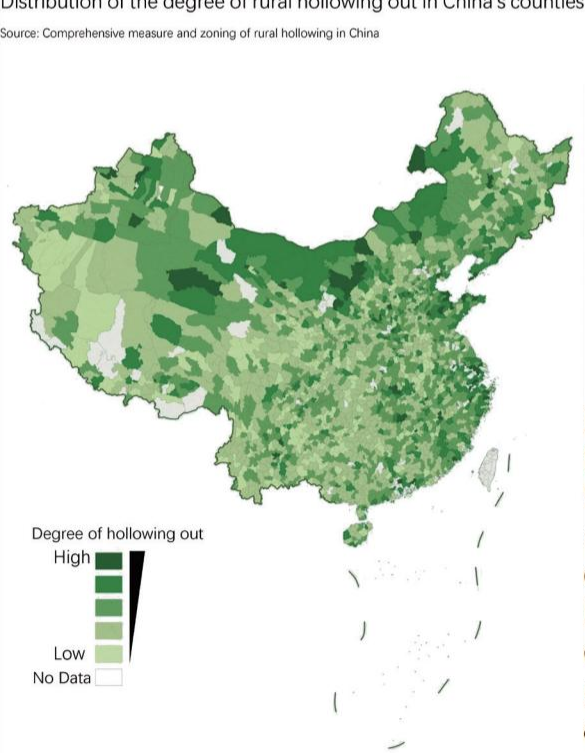 Distribution of the degree of rural hollowing out in China's counties
Source: Comprehensive measure and zoning of rural hollowing in China
Degree of hollowing out
High
Low
No Data